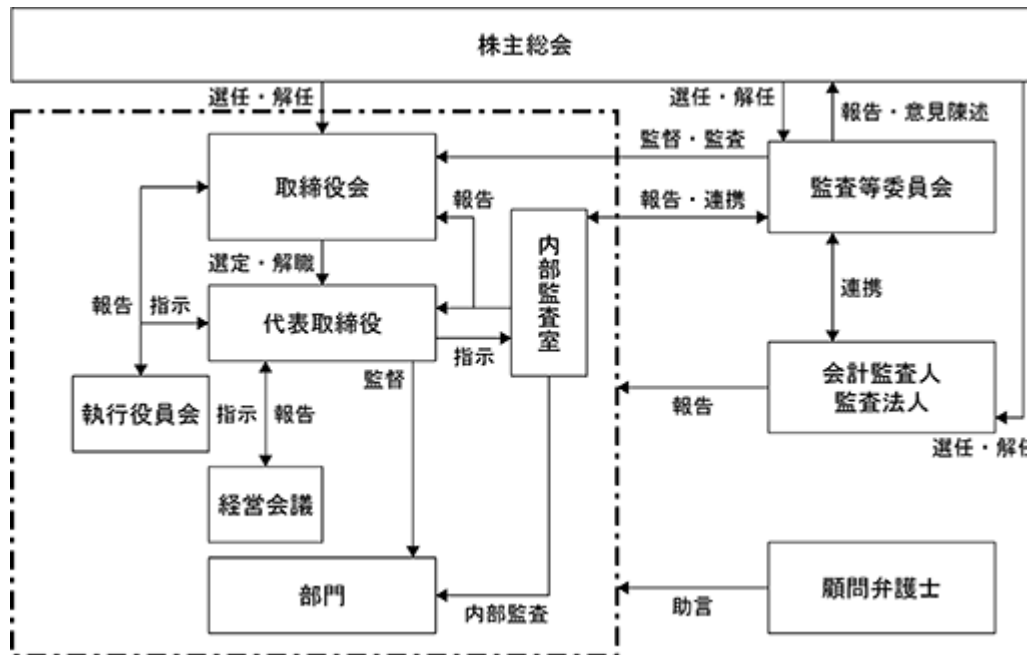 株主総会
選任・解任
選任・解任
報告・意見陳述
監督・監査
取締役会
監査等委員会
報告
報告・連携
内部監査室
選定・解職
連携
報告
指示
代表取締役
指示
監督
会計監査人
監査法人
執行役員会
指示
報告
報告
選任・解任
経営会議
部門
内部監査
助言
顧問弁護士